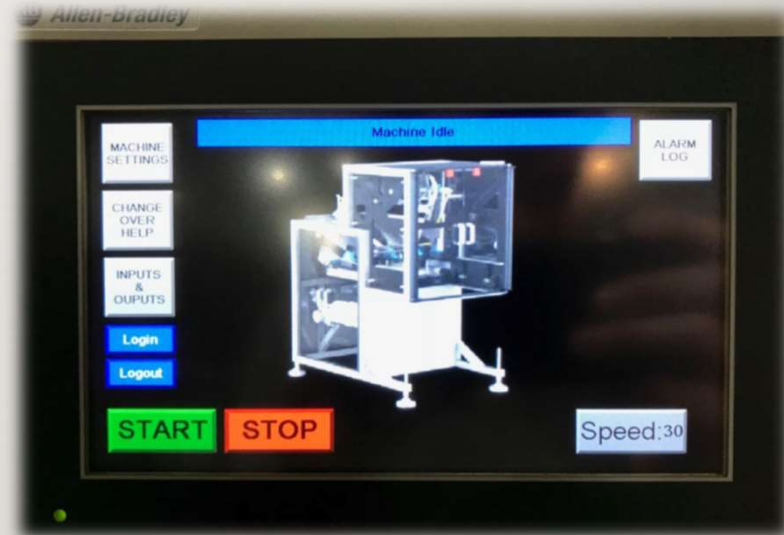 Allen-Bradley
Machine Idle
MACHINE
SETTINGS
ALARM
LOG
CHANGE
OVER
HELP
INPUTS
&
OUPUTS
Login
Logout
START
STOP
Speed:30